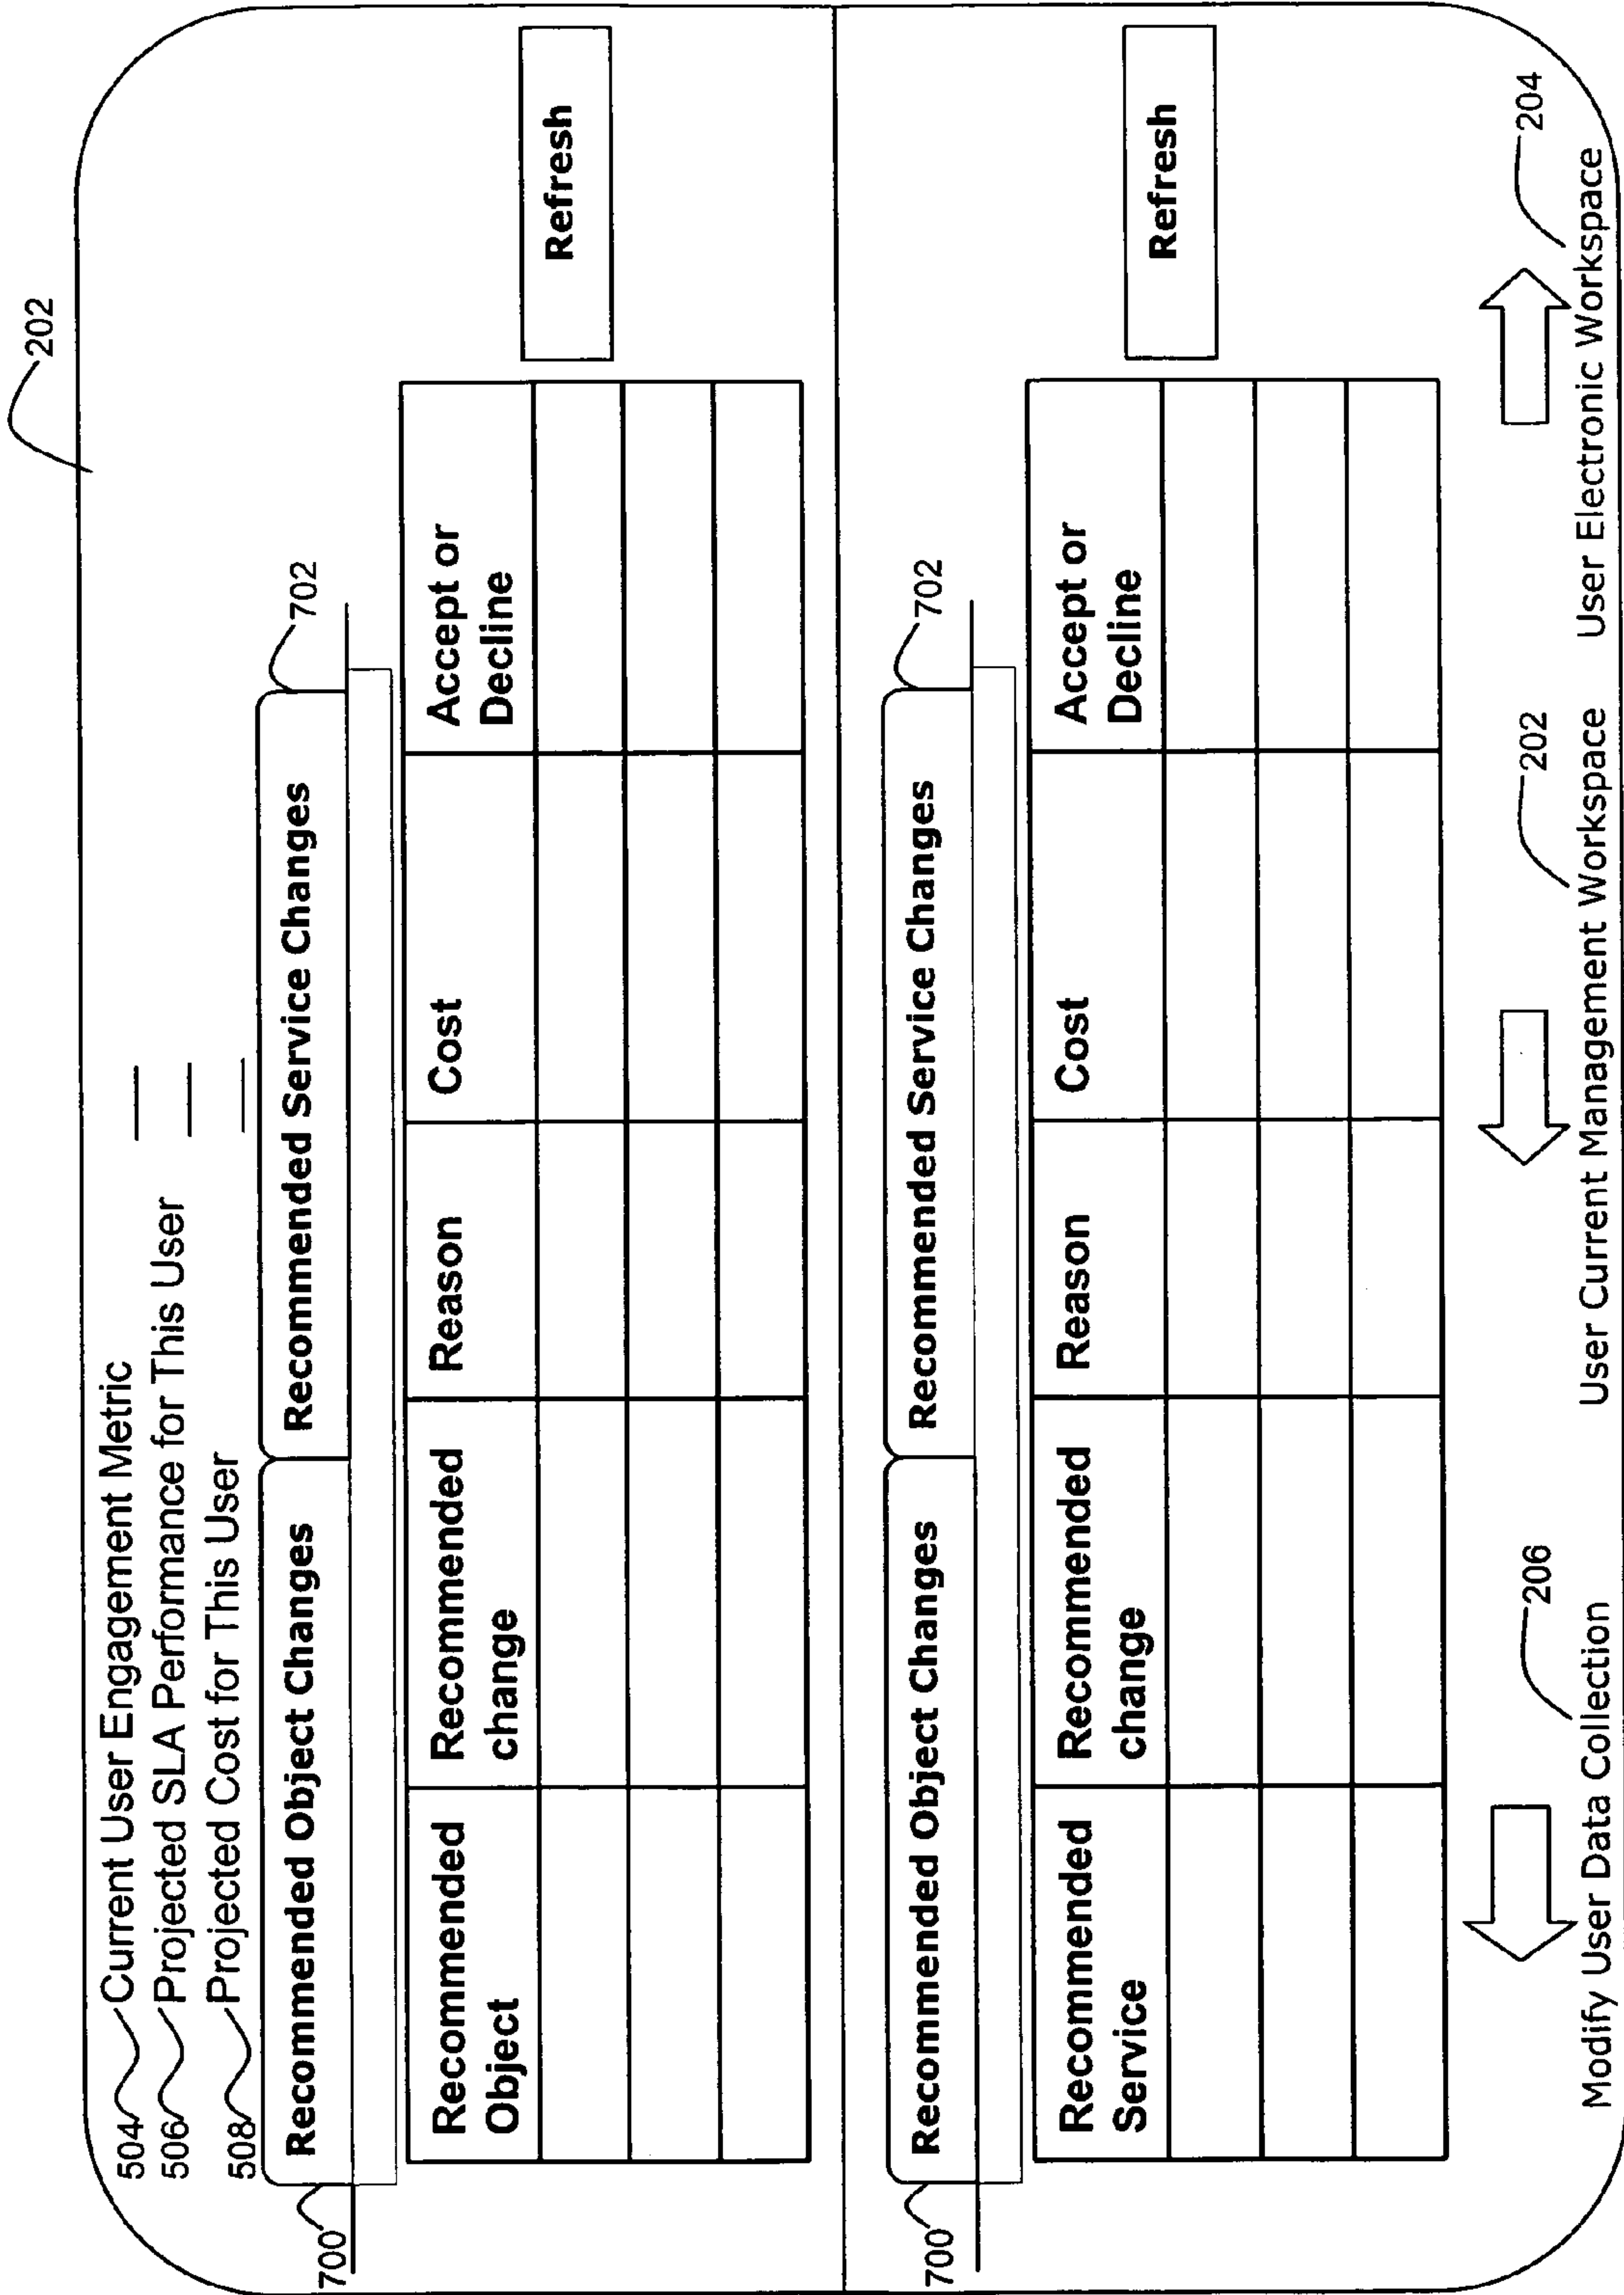 202
504 Current User Engagement Metric
506 Projected SLA Performance for This User
508 Projected Cost for This User
700 Recommended Object Changes Recommended Service Changes 702
Recommended Object Recommended change Reason Cost Accept or Decline
Refresh
700 Recommended Object Changes Recommended Service Changes 702
Recommended Service Recommended change Reason Cost Accept or Decline
Refresh
206 202 204
Modify User Data Collection User Current Management Workspace User Electronic Workspace